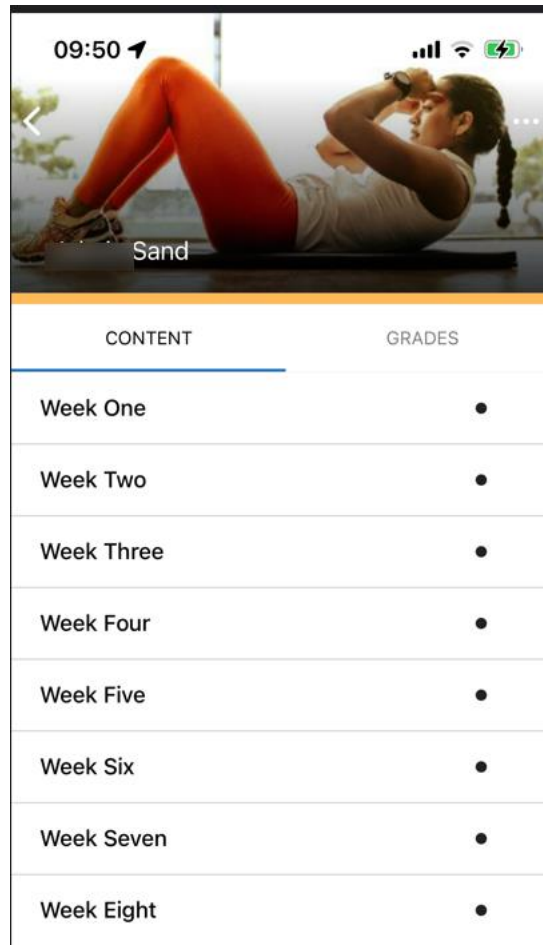 09:50
Sand
CONTENT
GRADES
Week One
Week Two
Week Three
Week Four
Week Five
Week Six
Week Seven
Week Eight